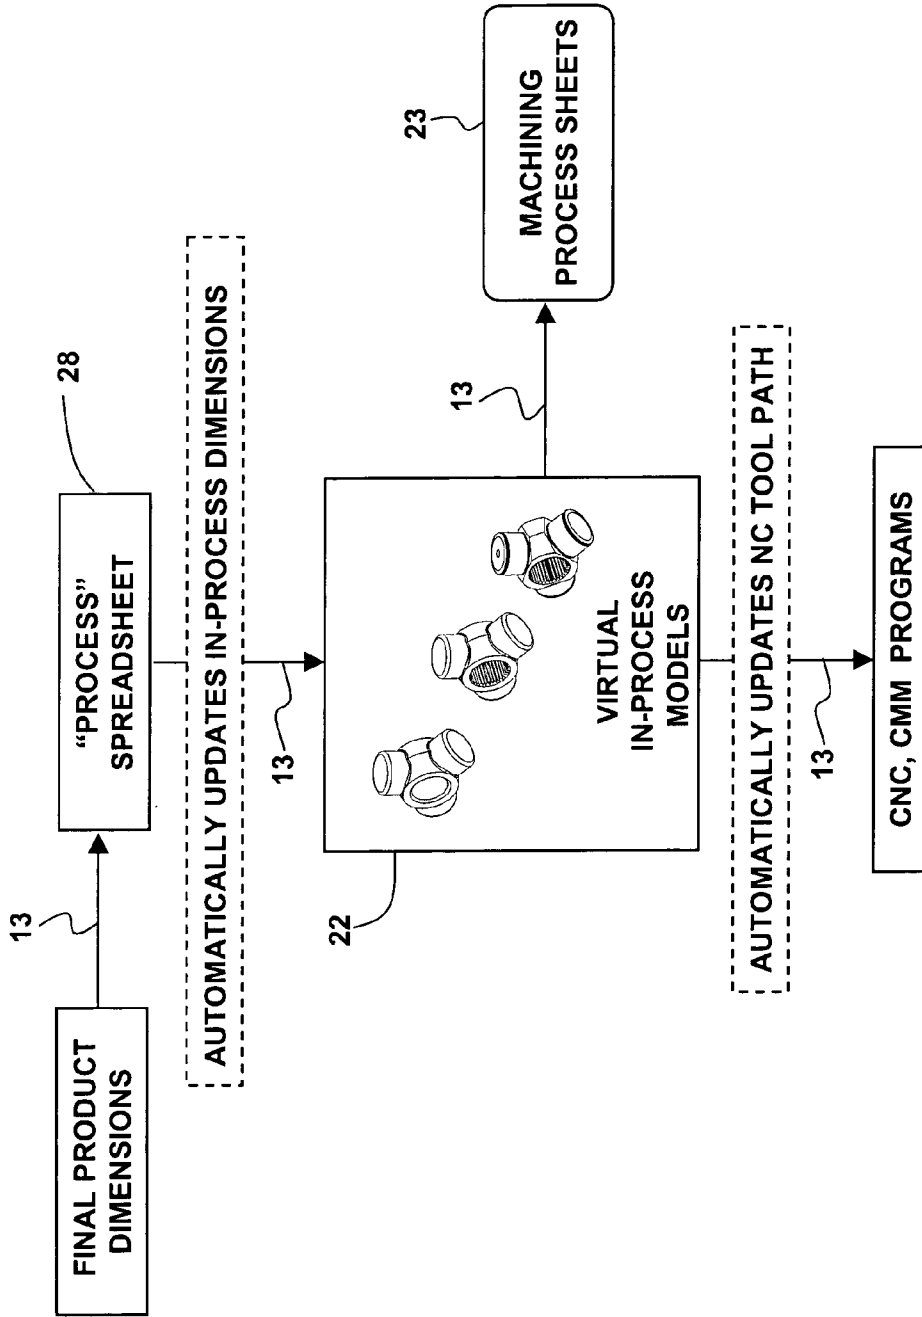 FINAL PRODUCT
DIMENSIONS
13
“PROCESS”
SPREADSHEET
28
AUTOMATICALLY UPDATES IN-PROCESS DIMENSIONS
13
22
VIRTUAL
IN-PROCESS
MODELS
13
23
MACHINING
PROCESS SHEETS
AUTOMATICALLY UPDATES NC TOOL PATH
13
CNC, CMM PROGRAMS